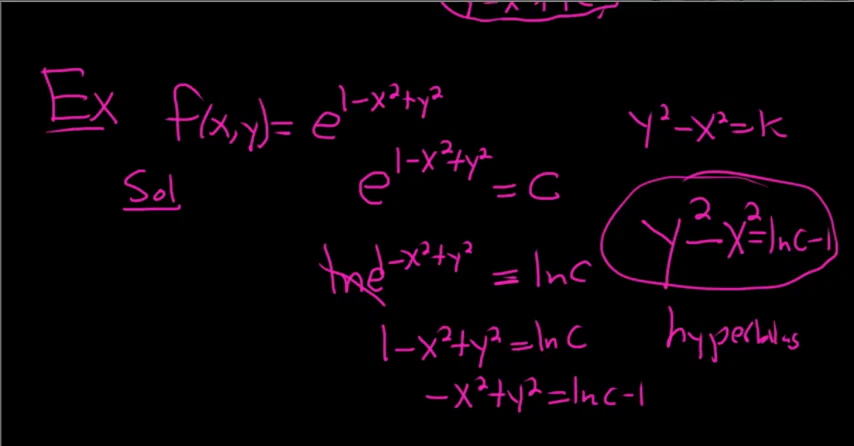 Ex f(x,y)= e^{1-x²+y²}
Sol e^{1-x²+y²} = C
ln e^{1-x²+y²} = ln C
1-x²+y² = ln C
-x²+y² = ln C-1
y²-x²=k
y²-x²=ln C-1
hyperbolas